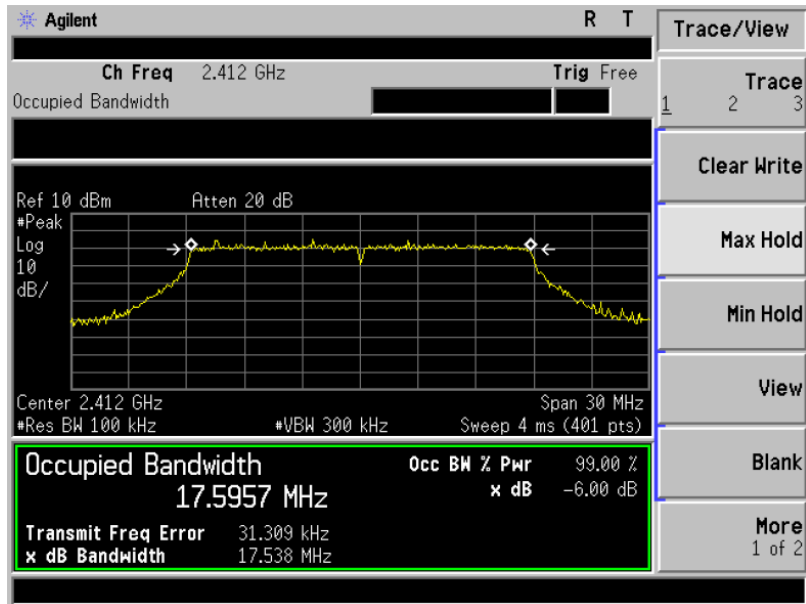 Agilent R T
Ch Freq 2.412 GHz Trig Free
Occupied Bandwidth
Ref 10 dBm Atten 20 dB
#Peak
Log
10
dB/
Center 2.412 GHz Span 30 MHz
#Res BW 100 kHz #VBW 300 kHz Sweep 4 ms (401 pts)
Occupied Bandwidth
17.5957 MHz
Occ BW % Pwr 99.00 %
x dB -6.00 dB
Transmit Freq Error 31.309 kHz
x dB Bandwidth 17.538 MHz
Trace/View
Trace
1 2 3
Clear Write
Max Hold
Min Hold
View
Blank
More
1 of 2